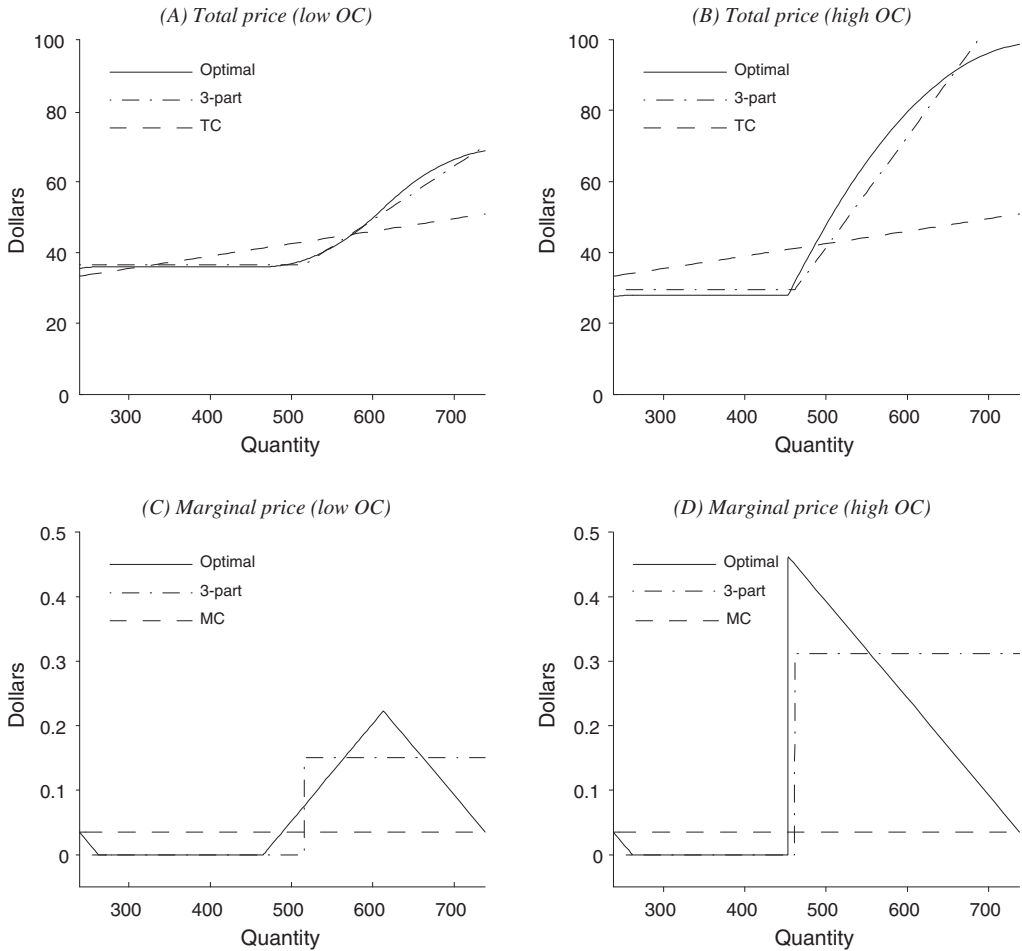 (A) Total price (low OC)
100
80
60
40
20
0
Dollars
Optimal
3-part
TC
300 400 500 600 700
Quantity
(B) Total price (high OC)
100
80
60
40
20
0
Dollars
Optimal
3-part
TC
300 400 500 600 700
Quantity
(C) Marginal price (low OC)
0.5
0.4
0.3
0.2
0.1
0
Dollars
Optimal
3-part
MC
300 400 500 600 700
Quantity
(D) Marginal price (high OC)
0.5
0.4
0.3
0.2
0.1
0
Dollars
Optimal
3-part
MC
300 400 500 600 700
Quantity